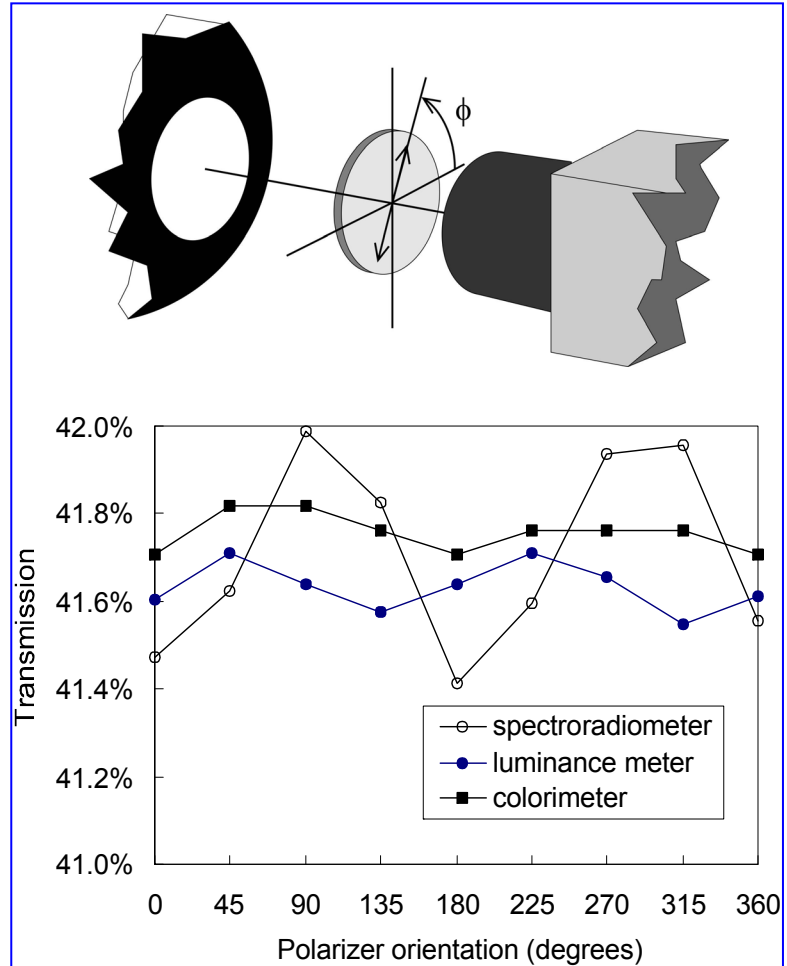 ϕ
42.0%
41.8%
41.6%
41.4%
41.2%
41.0%
Transmission
spectroradiometer
luminance meter
colorimeter
0 45 90 135 180 225 270 315 360
Polarizer orientation (degrees)